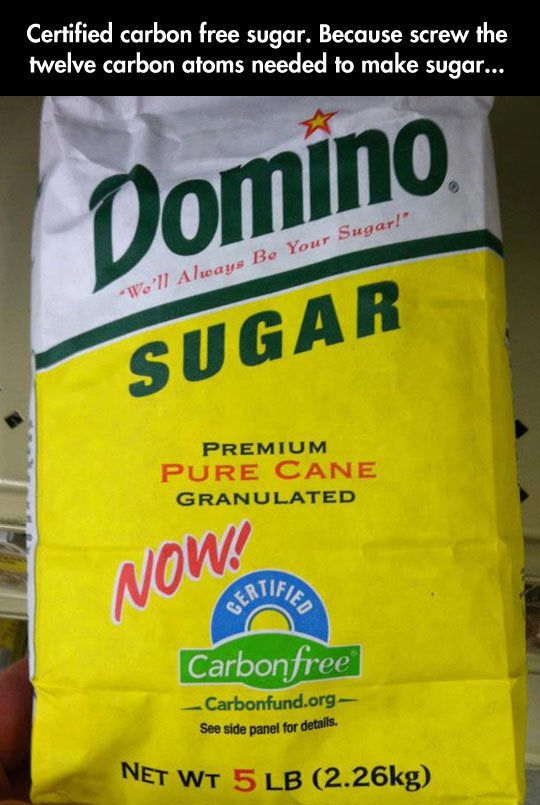 Certified carbon free sugar. Because screw the
twelve carbon atoms needed to make sugar...
Domino®
"We'll Always Be Your Sugar!"
SUGAR
PREMIUM
PURE CANE
GRANULATED
NOW!
CERTIFIED
Carbonfree®
Carbonfund.org
See side panel for details.
NET WT 5 LB (2.26kg)